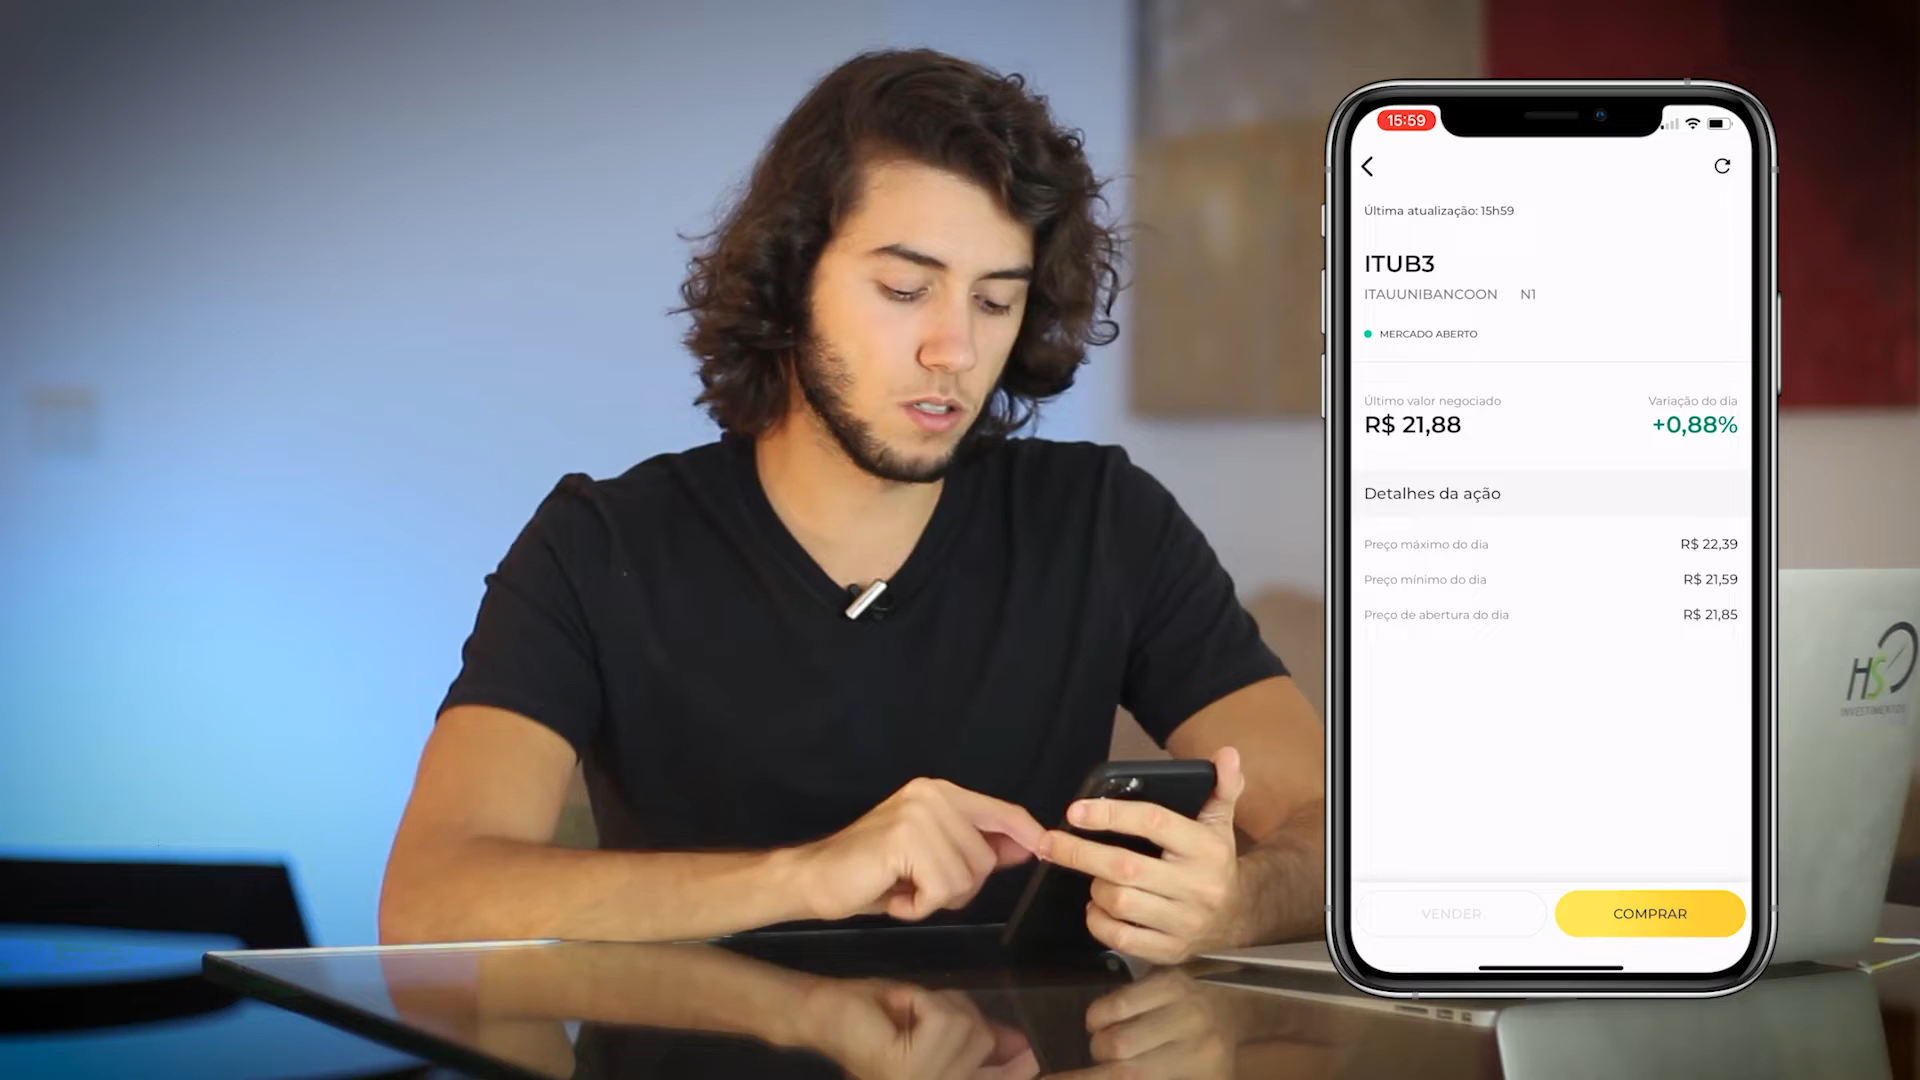 15:59
Última atualização: 15h59
ITUB3
ITAUUNIBANCOON N1
MERCADO ABERTO
Último valor negociado Variação do dia
R$ 21,88 +0,88%
Detalhes da ação
Preço máximo do dia R$ 22,39
Preço mínimo do dia R$ 21,59
Preço de abertura do dia R$ 21,85
HS
INVESTIMENTOS
VENDER COMPRAR